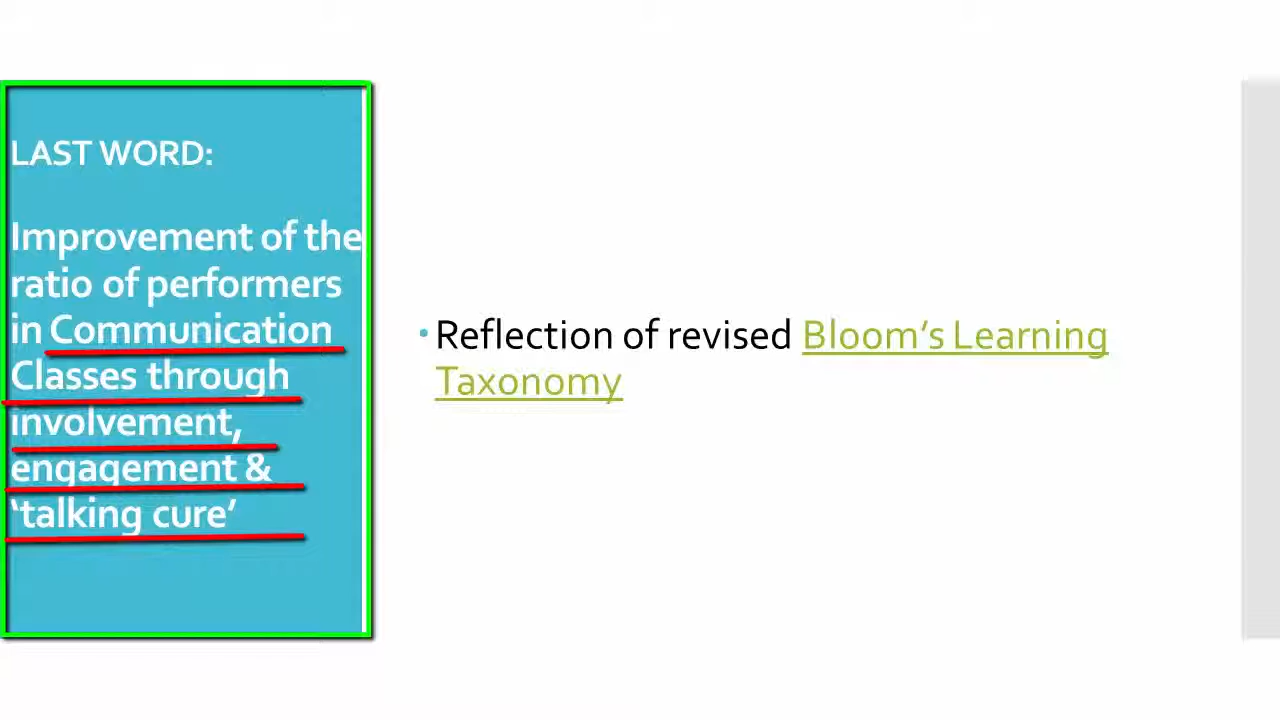 LAST WORD:
Improvement of the
ratio of performers
in Communication
Classes through
involvement,
engagement &
‘talking cure’
• Reflection of revised Bloom’s Learning
Taxonomy